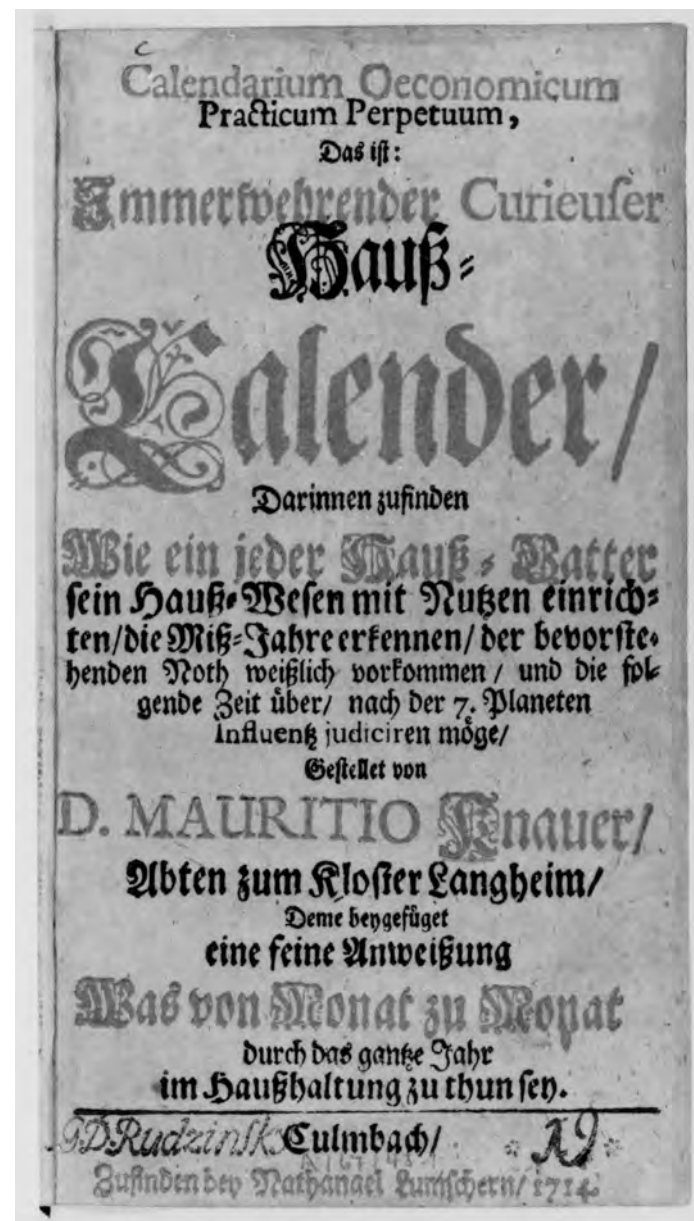 Calendarium Oeconomicum
Practicum Perpetuum,
Das ist:
Immerwehrender Curieuser
Hauß-
Calender/
Darinnen zufinden
Wie ein jeder Hauß-Vatter
sein Hauß-Wesen mit Nutzen einrich-
ten/die Miß-Jahre erkennen/der bevorste-
henden Noth weißlich vorkommen/ und die fol-
gende Zeit über/ nach der 7. Planeten
Influentz judiciren möge/
Gestellet von
D. MAURITIO Knauer/
Abten zum Kloster Langheim/
Deme beygefüget
eine feine Anweißung
Was von Monat zu Monat
durch das gantze Jahr
im Haußhaltung zu thun sey.
GDRudzinsk Culmbach/
Zufinden bey Nathanael 1714.